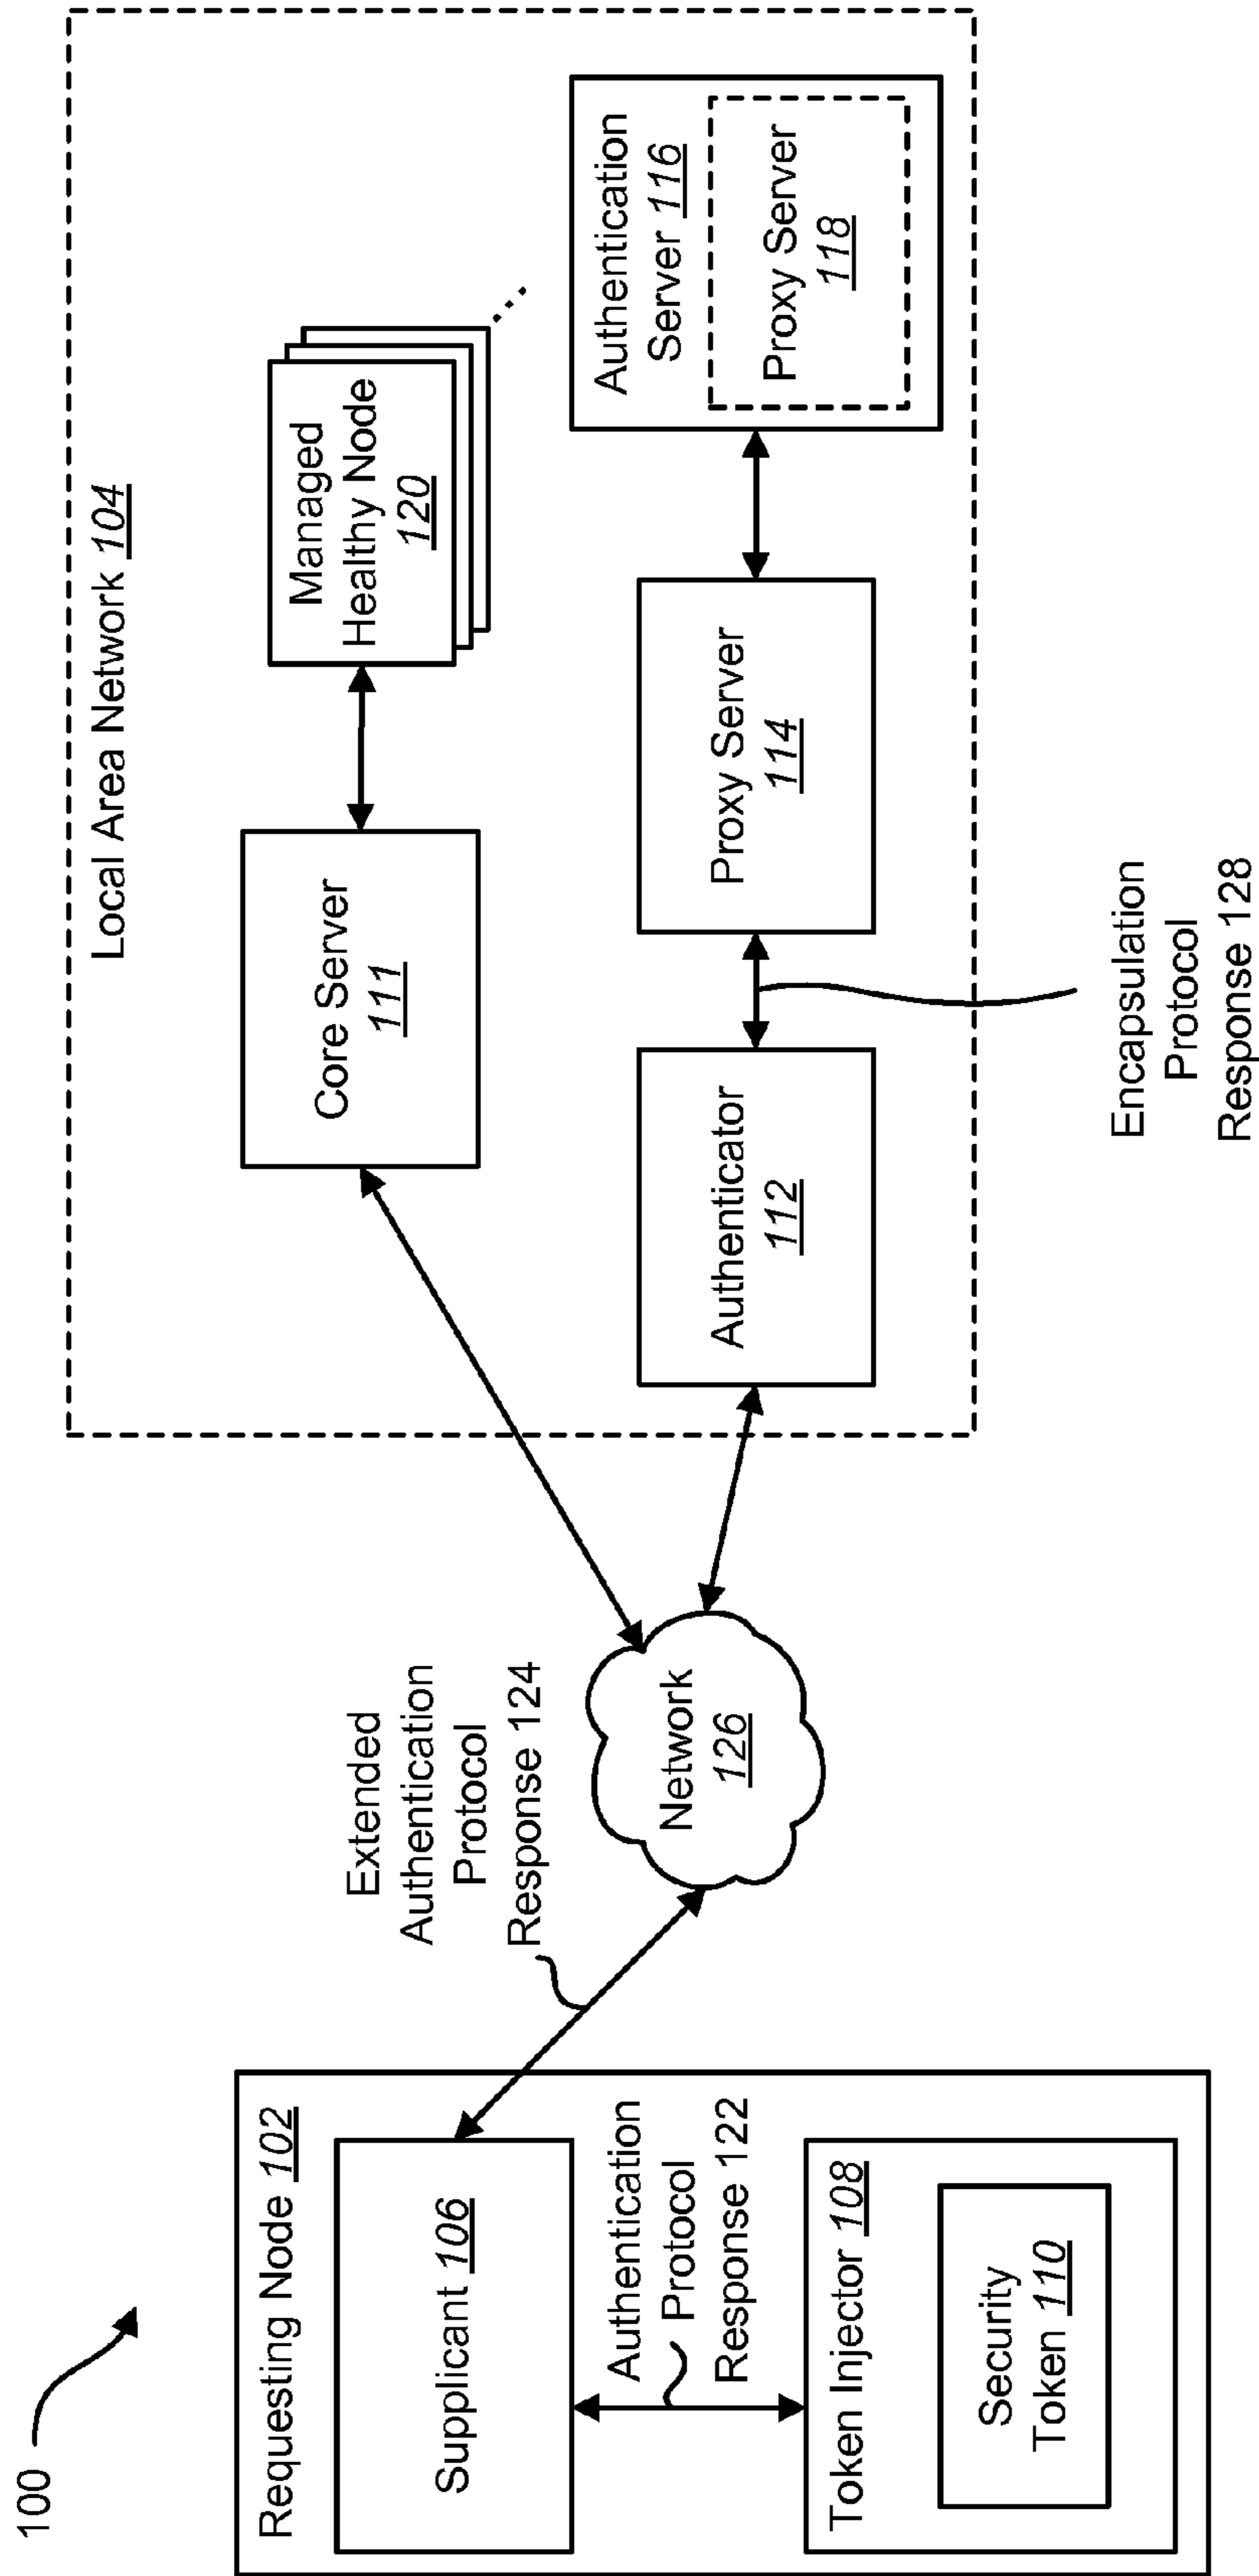 100
Requesting Node 102
Supplicant 106
Authentication
Protocol
Response 122
Token Injector 108
Security
Token 110
Extended
Authentication
Protocol
Response 124
Network
126
Local Area Network 104
Core Server
111
Managed
Healthy Node
120
Authenticator
112
Proxy Server
114
Authentication
Server 116
Proxy Server
118
Encapsulation
Protocol
Response 128